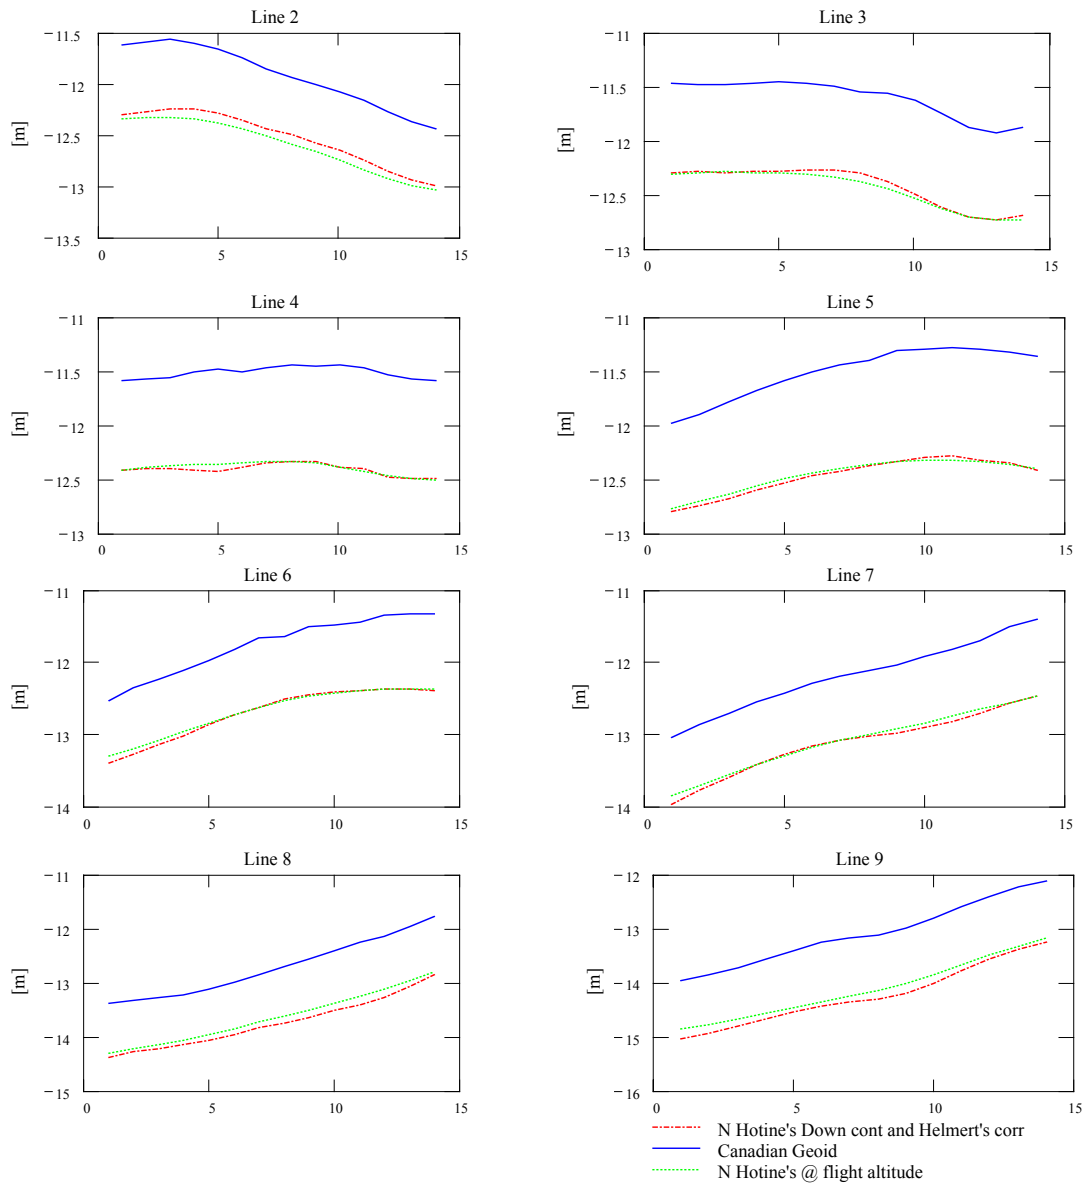 Line 2
−11.5
−12
−12.5
−13
−13.5
[m]
0 5 10 15
Line 3
−11
−11.5
−12
−12.5
−13
[m]
0 5 10 15
Line 4
−11
−11.5
−12
−12.5
−13
[m]
0 5 10 15
Line 5
−11
−11.5
−12
−12.5
−13
[m]
0 5 10 15
Line 6
−11
−12
−13
−14
[m]
0 5 10 15
Line 7
−11
−12
−13
−14
[m]
0 5 10 15
Line 8
−11
−12
−13
−14
−15
[m]
0 5 10 15
Line 9
−12
−13
−14
−15
−16
[m]
0 5 10 15
N Hotine's Down cont and Helmert's corr
Canadian Geoid
N Hotine's @ flight altitude